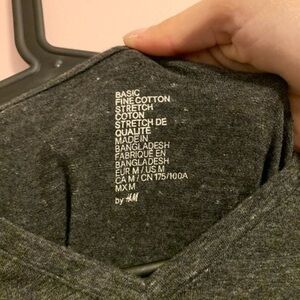 BASIC
FINE COTTON
STRETCH
COTON
STRETCH DE
QUALITÉ
MADE IN
BANGLADESH
FABRIQUÉ EN
BANGLADESH
EUR M / US M
CA M / CN 175/100A
MX M
by H&M